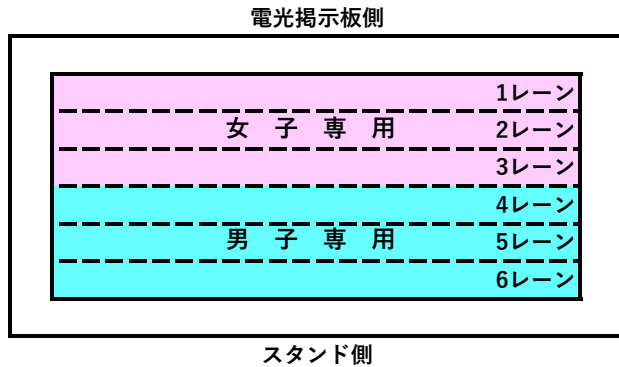 電光掲示板側
1レーン
女 子 専 用 2レーン
3レーン
4レーン
男 子 専 用 5レーン
6レーン
スタンド側